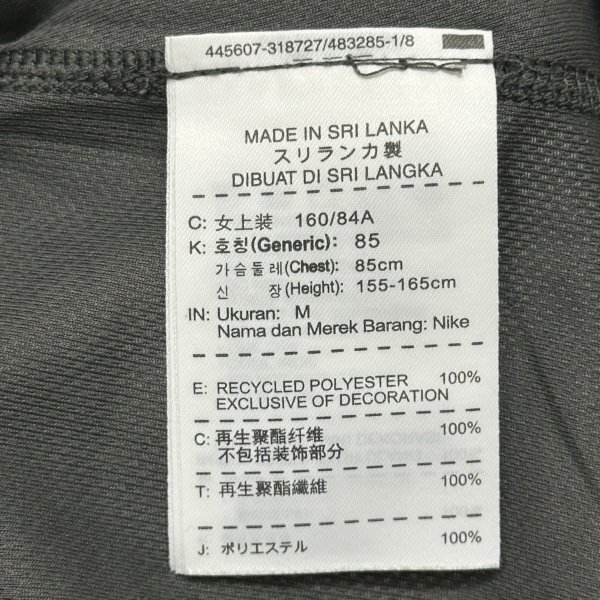 445607-318727/483285-1/8
MADE IN SRI LANKA
スリランカ製
DIBUAT DI SRI LANGKA
C: 女上装 160/84A
K: 호칭(Generic): 85
가슴둘레(Chest): 85cm
신 장(Height): 155-165cm
IN: Ukuran: M
Nama dan Merek Barang: Nike
E: RECYCLED POLYESTER 100%
EXCLUSIVE OF DECORATION
C: 再生聚酯纤维 100%
不包括装饰部分
T: 再生聚酯纖維 100%
J: ポリエステル 100%